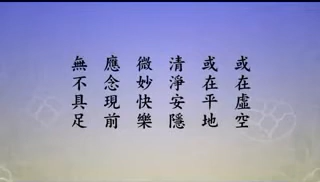 或在虛空
或在平地
清淨安隱
微妙快樂
應念現前
無不具足